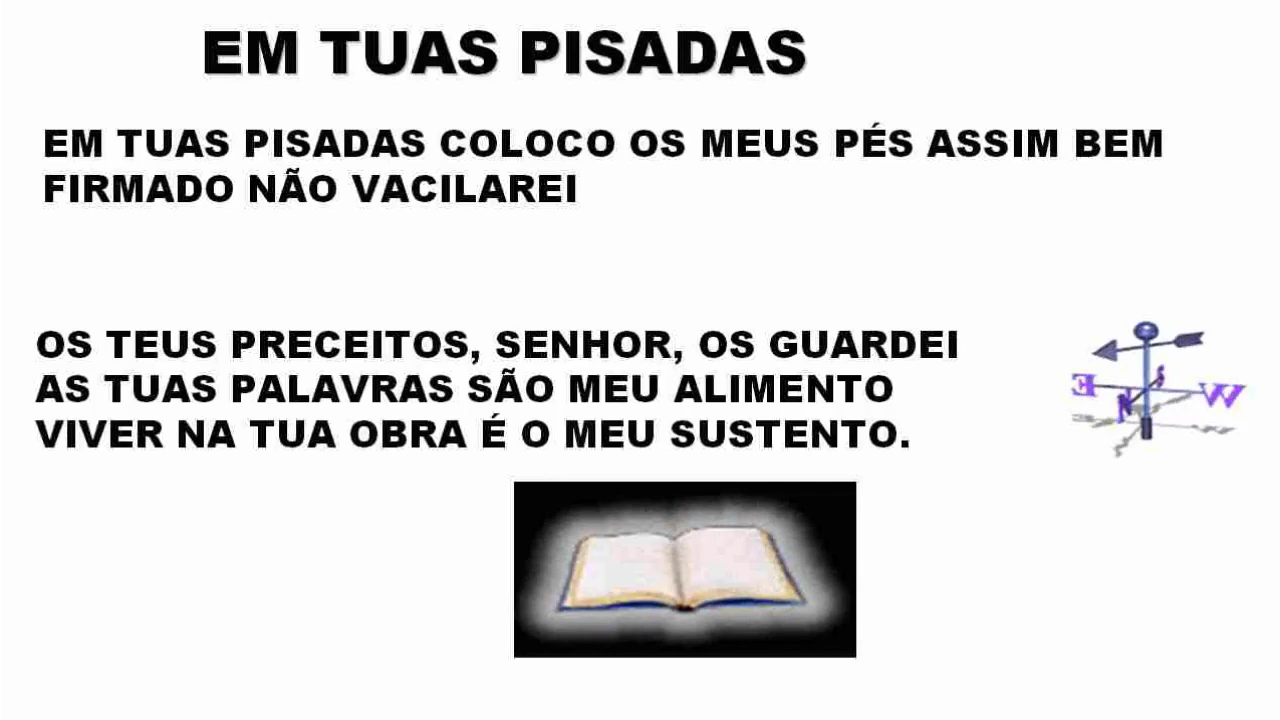 EM TUAS PISADAS
EM TUAS PISADAS COLOCO OS MEUS PÉS ASSIM BEM
FIRMADO NÃO VACILAREI
OS TEUS PRECEITOS, SENHOR, OS GUARDEI
AS TUAS PALAVRAS SÃO MEU ALIMENTO
VIVER NA TUA OBRA É O MEU SUSTENTO.
E N S W